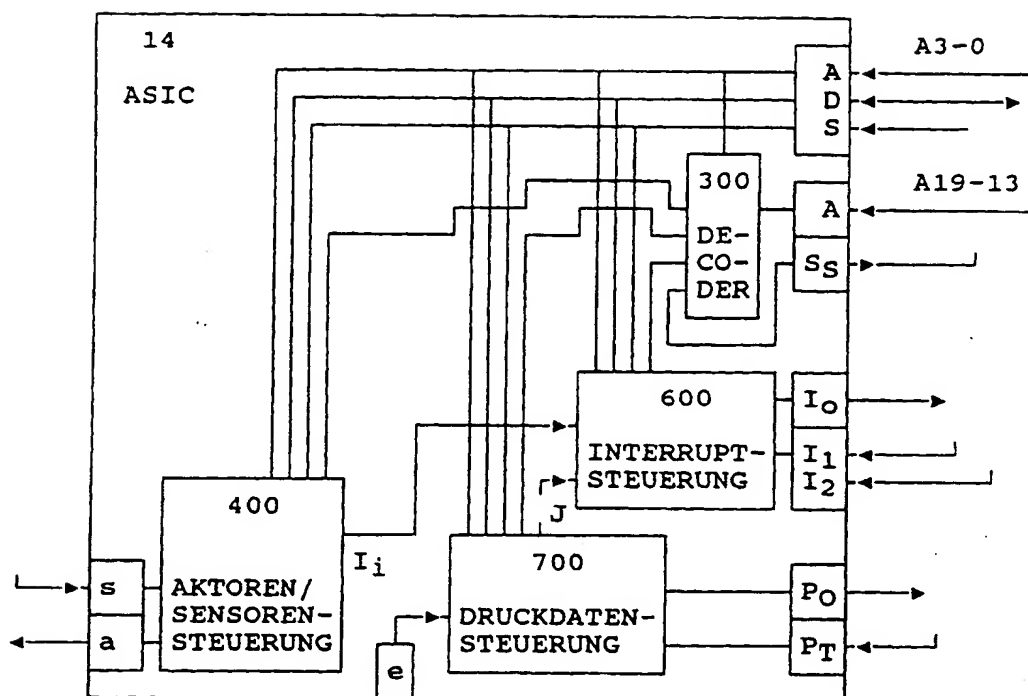 14
ASIC
A3-0
A
D
S
300
DE-
CO-
DER
A19-13
A
SS
600
INTERRUPT-
STEUERUNG
IO
I1
I2
400
Ii
J
AKTOREN/
SENSOREN-
STEUERUNG
s
a
700
DRUCKDATEN-
STEUERUNG
e
PO
PT